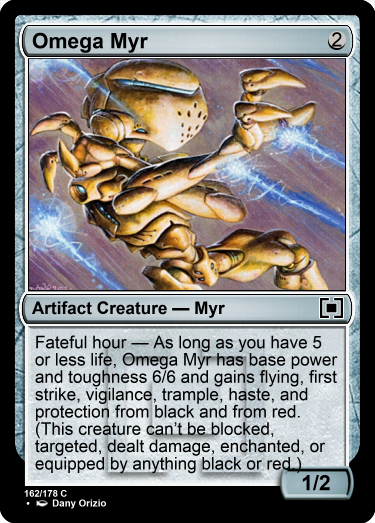 Omega Myr 2
Artifact Creature — Myr
Fateful hour — As long as you have 5
or less life, Omega Myr has base power
and toughness 6/6 and gains flying, first
strike, vigilance, trample, haste, and
protection from black and from red.
(This creature can't be blocked,
targeted, dealt damage, enchanted, or
equipped by anything black or red.)
1/2
162/178 C
• Dany Orizio